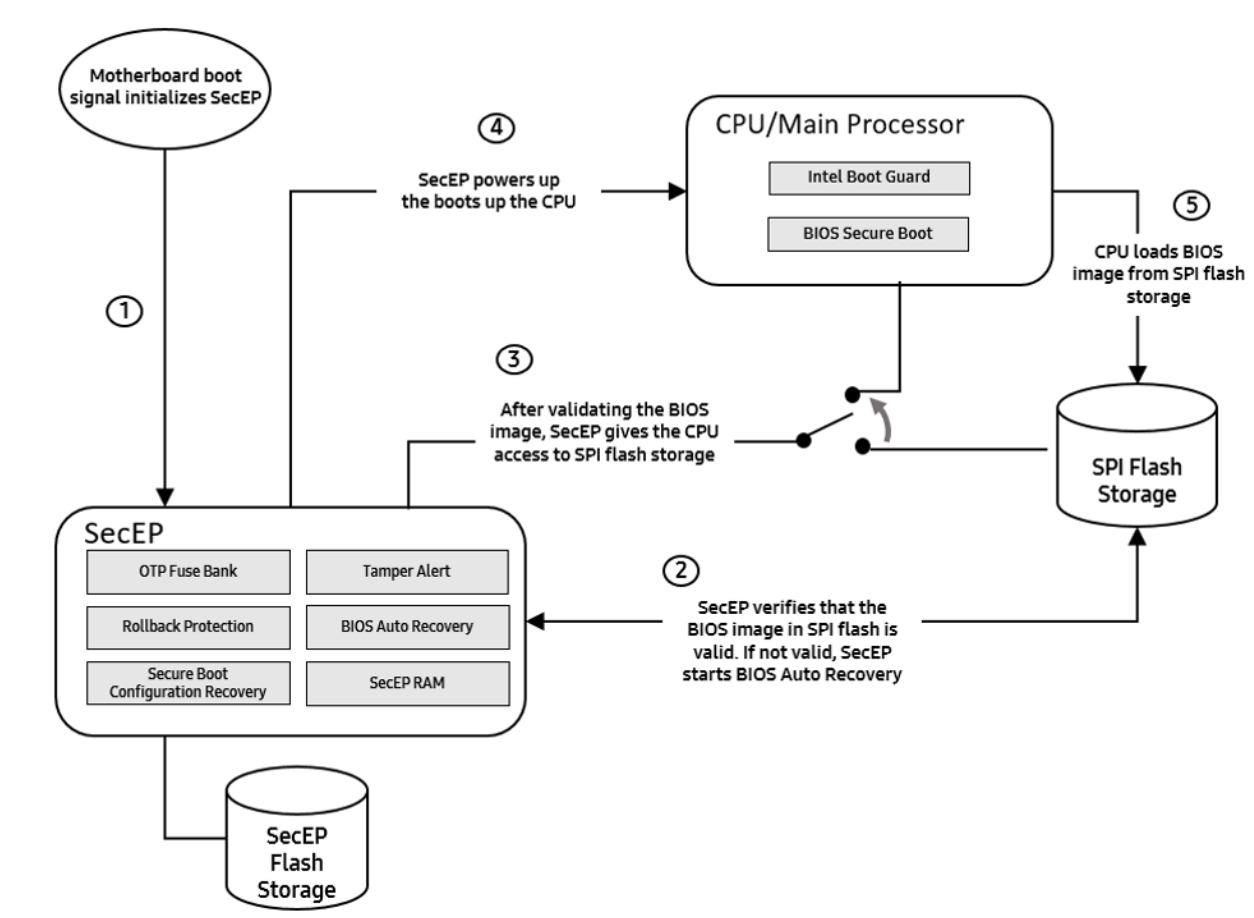 Motherboard boot
signal initializes SecEP
①
④
SecEP powers up
the boots up the CPU
CPU/Main Processor
Intel Boot Guard
BIOS Secure Boot
⑤
CPU loads BIOS
image from SPI flash
storage
③
After validating the BIOS
image, SecEP gives the CPU
access to SPI flash storage
SPI Flash
Storage
②
SecEP verifies that the
BIOS image in SPI flash is
valid. If not valid, SecEP
starts BIOS Auto Recovery
SecEP
OTP Fuse Bank
Tamper Alert
Rollback Protection
BIOS Auto Recovery
Secure Boot
Configuration Recovery
SecEP RAM
SecEP
Flash
Storage